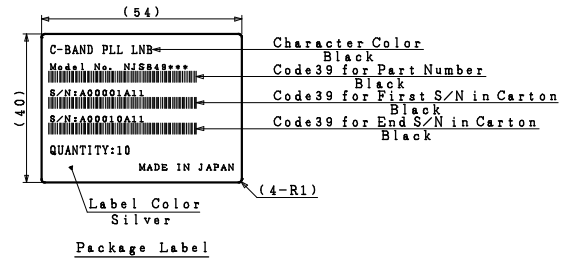 (54)
C-BAND PLL LNB
Character Color
Black
Model No. NJS848***
Code39 for Part Number
Black
S/N:A00001A11
Code39 for First S/N in Carton
Black
S/N:A00010A11
Code39 for End S/N in Carton
Black
(40)
QUANTITY:10
MADE IN JAPAN
(4-R1)
Label Color
Silver
Package Label